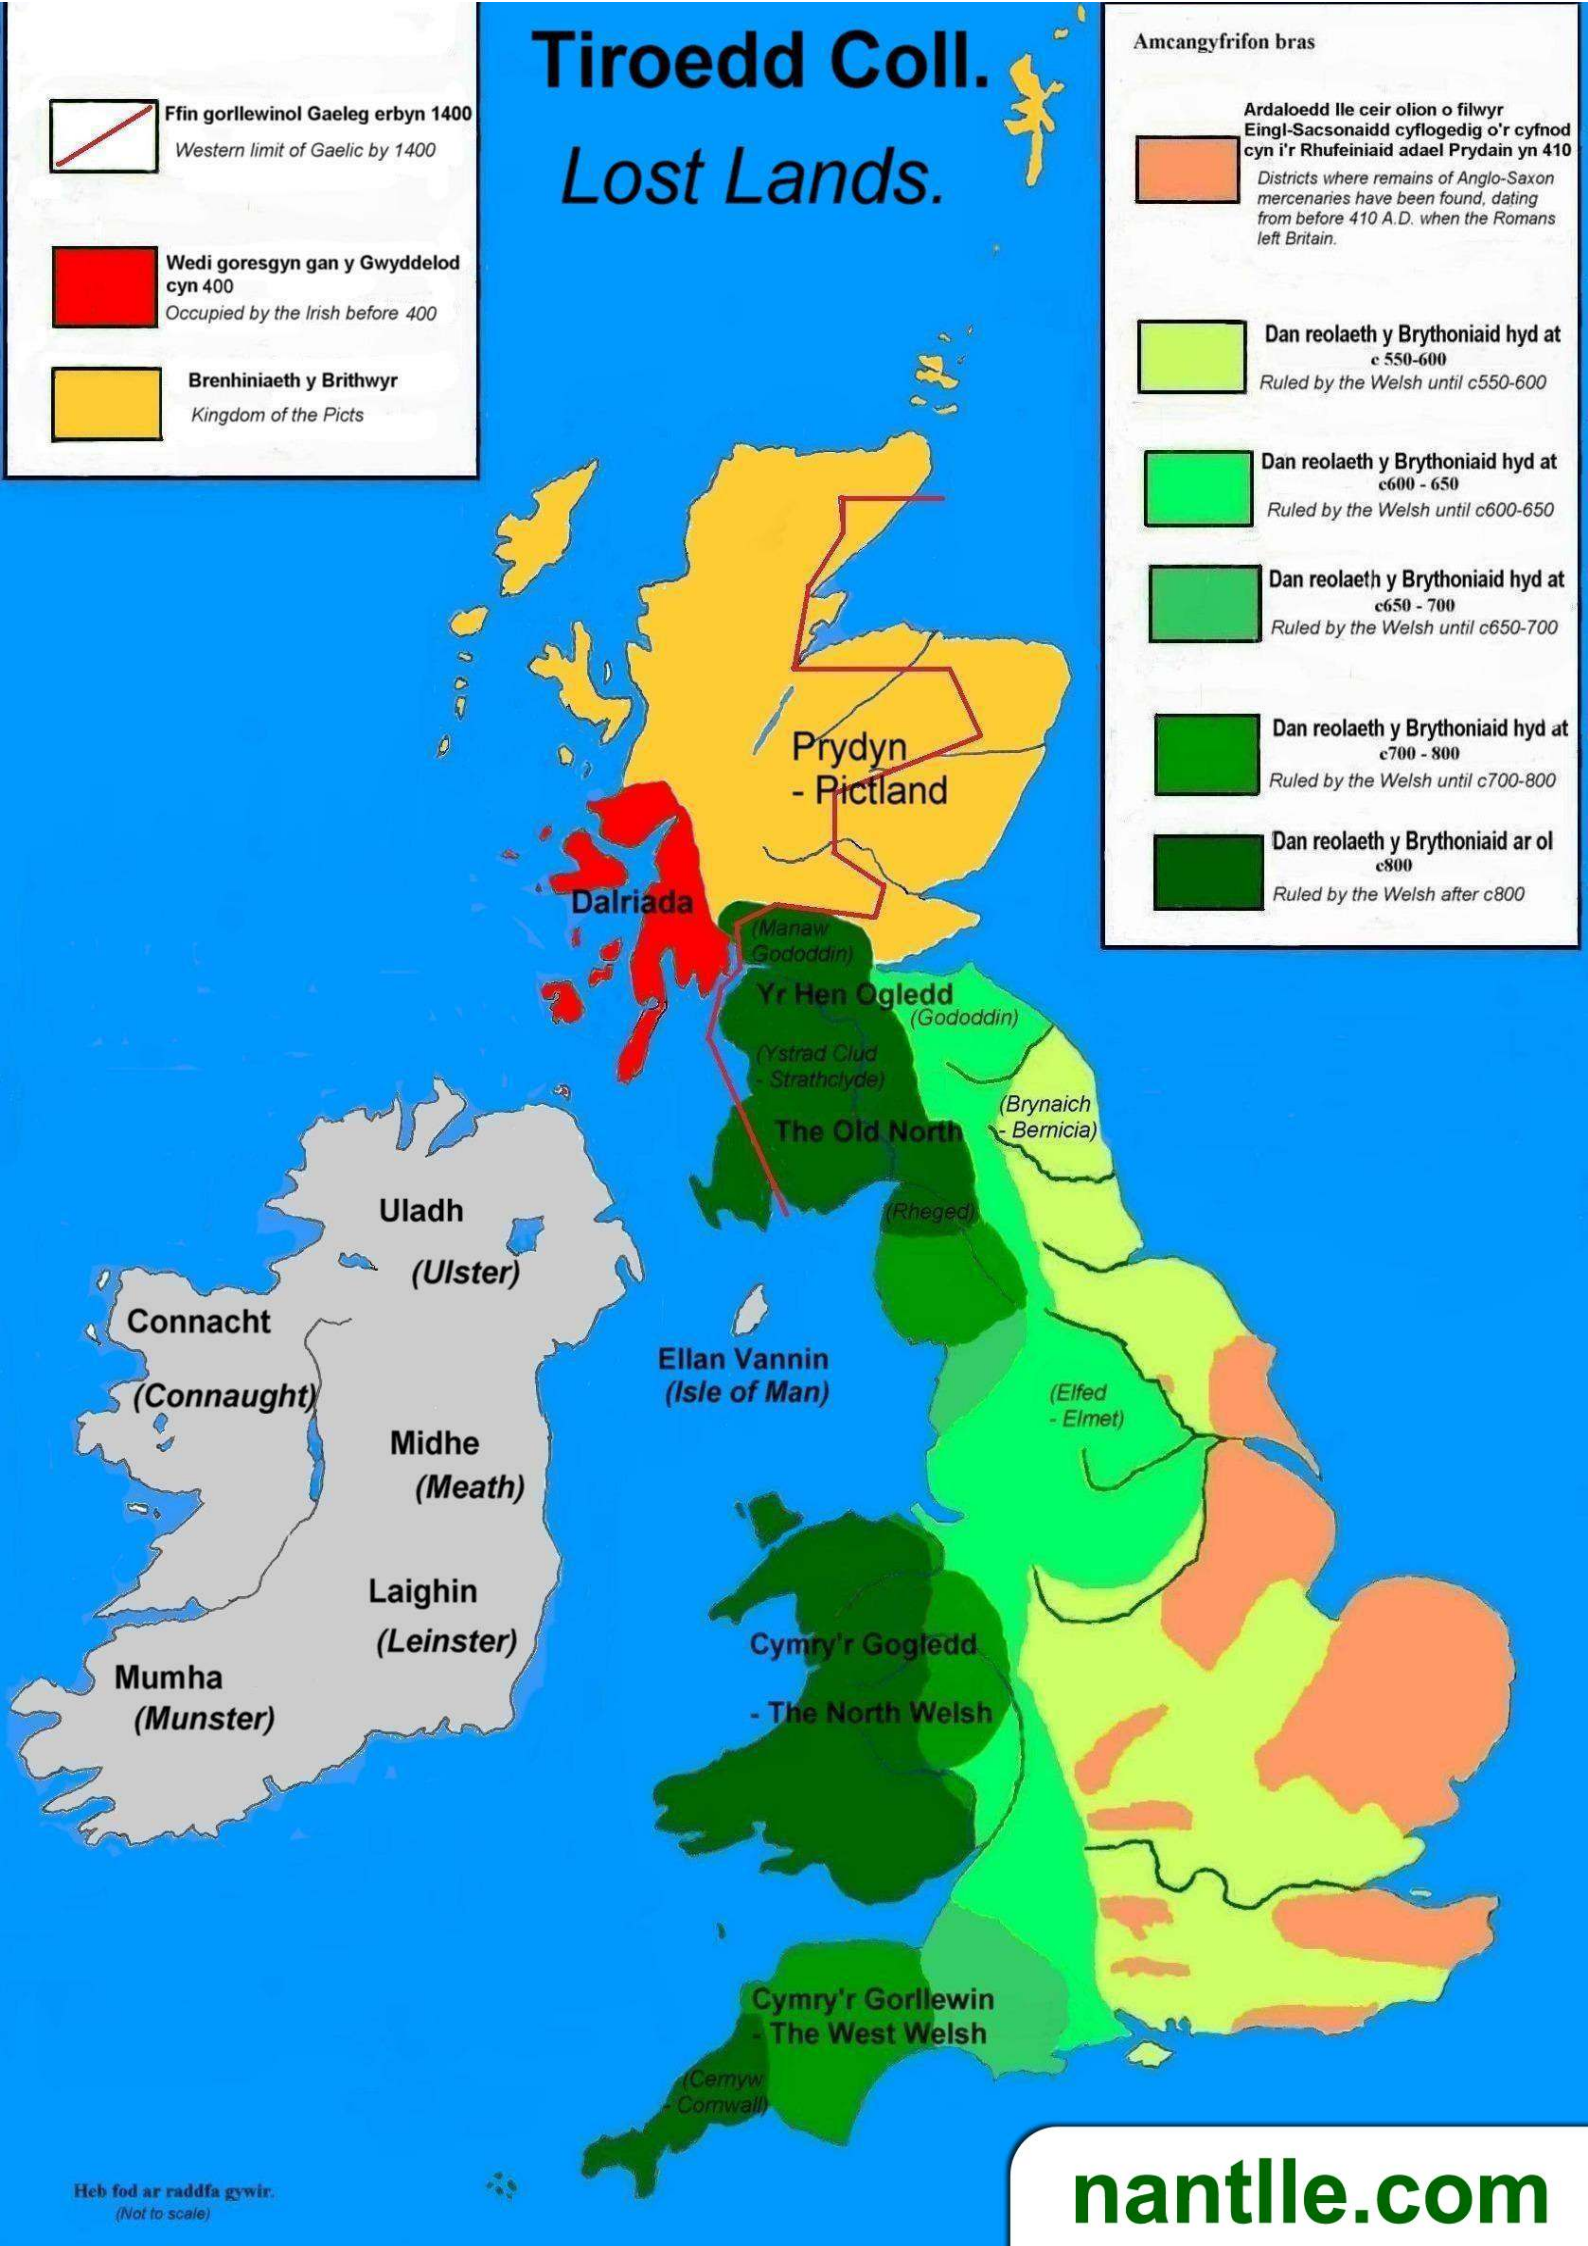 Tiroedd Coll.
Lost Lands.
Ffin gorllewinol Gaeleg erbyn 1400
Western limit of Gaelic by 1400
Wedi goresgyn gan y Gwyddelod
cyn 400
Occupied by the Irish before 400
Brenhiniaeth y Brithwyr
Kingdom of the Picts
Amcangyfrifon bras
Ardaloedd lle ceir olion o filwyr
Eingl-Sacsonaidd cyflogedig o'r cyfnod
cyn i'r Rhufeiniaid adael Prydain yn 410
Districts where remains of Anglo-Saxon
mercenaries have been found, dating
from before 410 A.D. when the Romans
left Britain.
Dan reolaeth y Brythoniaid hyd at
c 550-600
Ruled by the Welsh until c550-600
Dan reolaeth y Brythoniaid hyd at
c600 - 650
Ruled by the Welsh until c600-650
Dan reolaeth y Brythoniaid hyd at
c650 - 700
Ruled by the Welsh until c650-700
Dan reolaeth y Brythoniaid hyd at
c700 - 800
Ruled by the Welsh until c700-800
Dan reolaeth y Brythoniaid ar ol
c800
Ruled by the Welsh after c800
Prydyn
- Pictland
Dalriada
(Manaw
Gododdin)
Yr Hen Ogledd
(Gododdin)
(Ystrad Clud
- Strathclyde)
(Brynaich
- Bernicia)
The Old North
(Rheged)
Uladh
(Ulster)
Connacht
(Connaught)
Ellan Vannin
(Isle of Man)
(Elfed
- Elmet)
Midhe
(Meath)
Laighin
(Leinster)
Mumha
(Munster)
Cymry'r Gogledd
- The North Welsh
Cymry'r Gorllewin
- The West Welsh
(Cernyw
- Cornwall)
Heb fod ar raddfa gywir.
(Not to scale)
nantlle.com